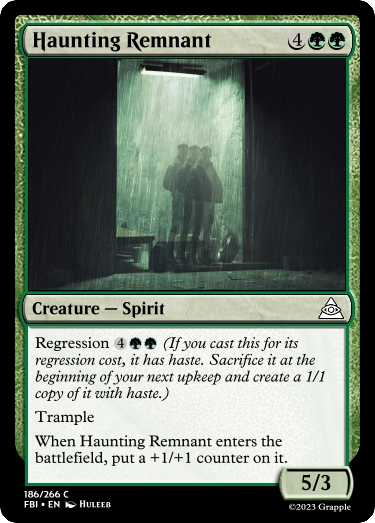 Haunting Remnant 4
Creature — Spirit
Regression 4 (If you cast this for its
regression cost, it has haste. Sacrifice it at the
beginning of your next upkeep and create a 1/1
copy of it with haste.)
Trample
When Haunting Remnant enters the
battlefield, put a +1/+1 counter on it.
5/3
186/266 C
FBI • EN Huleeb
©2023 Grapple